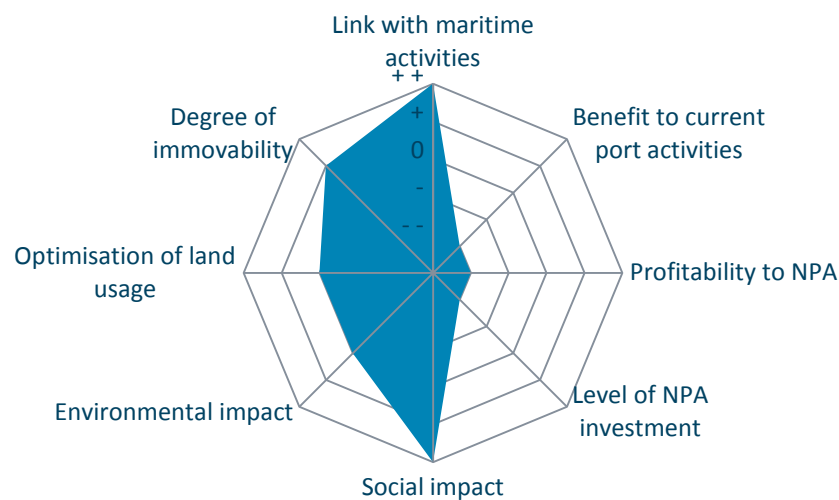 Link with maritime
activities
+ +
+
0
-
- -
Benefit to current
port activities
Profitability to NPA
Level of NPA
investment
Social impact
Environmental impact
Optimisation of land
usage
Degree of
immovability